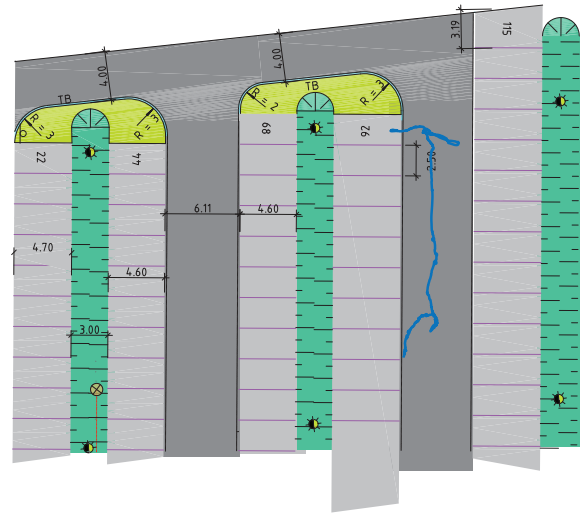 3.19
115
4.00
4.00
TB
TB
R = 3
R = 3
R = 2
R = 3
22
44
68
92
2.50
6.11
4.60
4.70
4.60
3.00